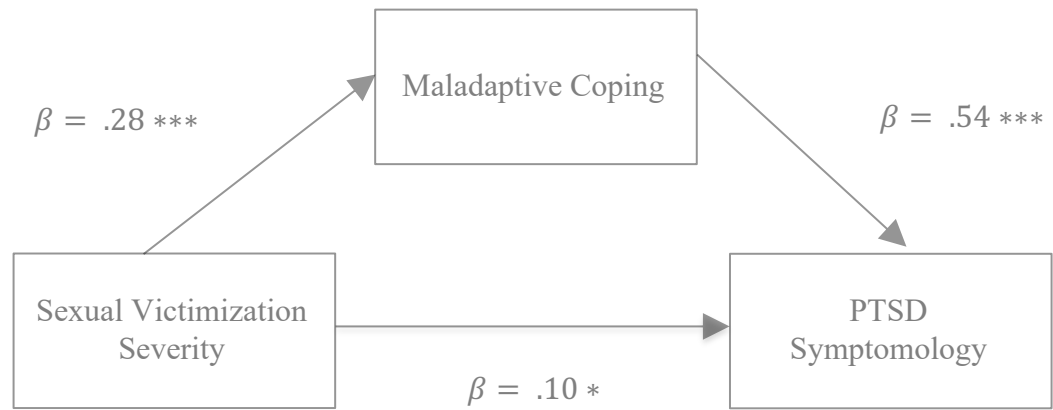 Maladaptive Coping
β = .28 ***
β = .54 ***
Sexual Victimization
Severity
PTSD
Symptomology
β = .10 *